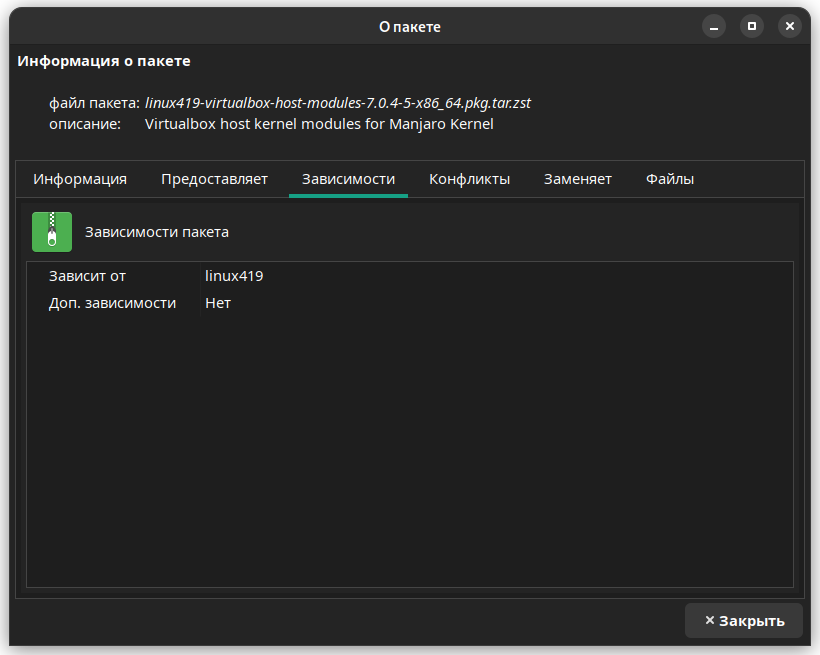 О пакете
Информация о пакете
файл пакета: linux419-virtualbox-host-modules-7.0.4-5-x86_64.pkg.tar.zst
описание: Virtualbox host kernel modules for Manjaro Kernel
Информация Предоставляет Зависимости Конфликты Заменяет Файлы
Зависимости пакета
Зависит от linux419
Доп. зависимости Нет
Закрыть